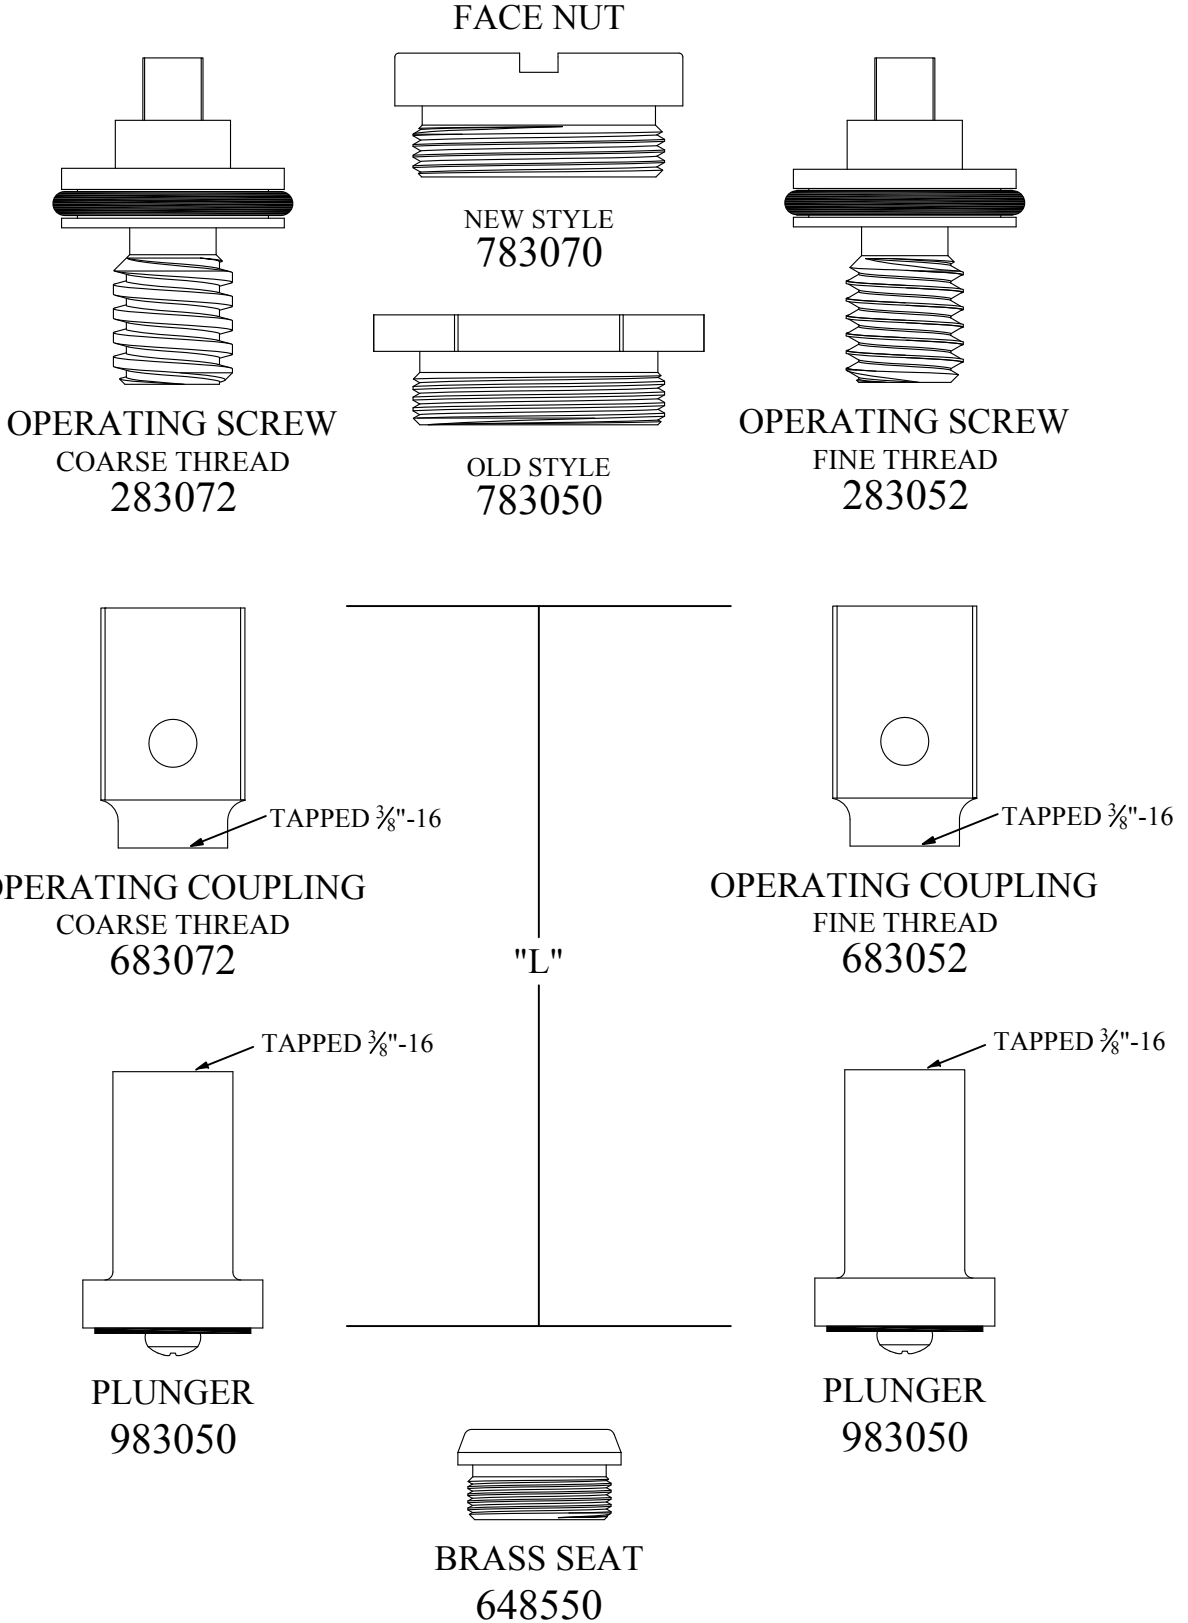 FACE NUT
NEW STYLE
783070
OLD STYLE
783050
OPERATING SCREW
COARSE THREAD
283072
OPERATING SCREW
FINE THREAD
283052
TAPPED ⅜"-16
OPERATING COUPLING
COARSE THREAD
683072
TAPPED ⅜"-16
OPERATING COUPLING
FINE THREAD
683052
"L"
TAPPED ⅜"-16
PLUNGER
983050
TAPPED ⅜"-16
PLUNGER
983050
BRASS SEAT
648550